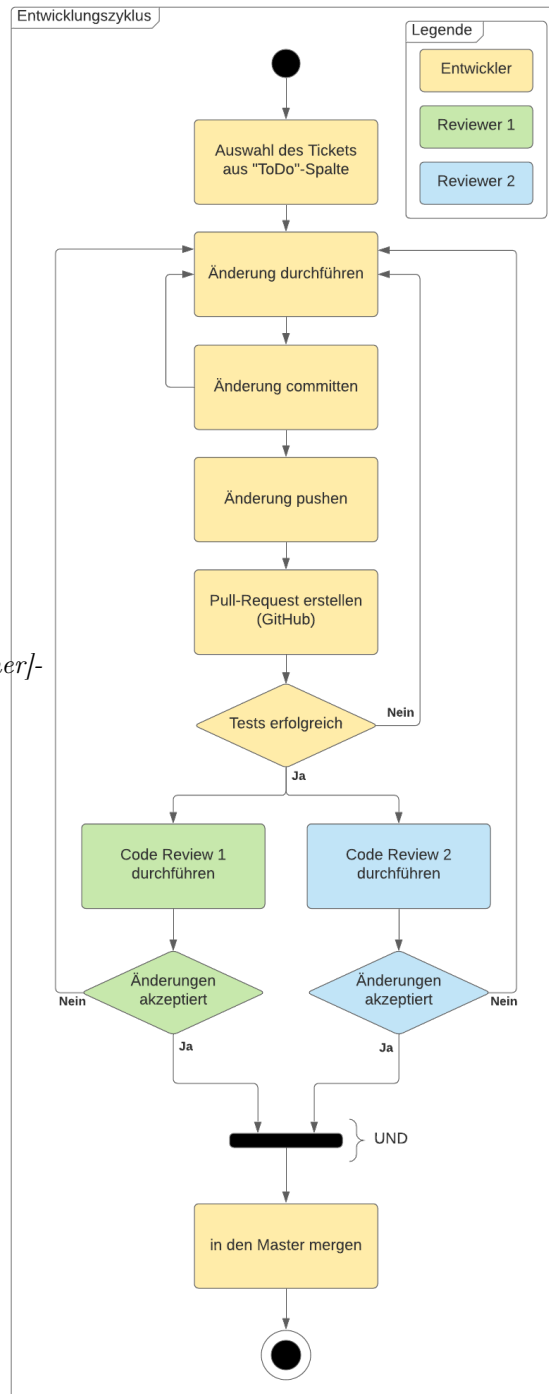 Entwicklungszyklus
Legende
Entwickler
Reviewer 1
Reviewer 2
Auswahl des Tickets
aus "ToDo"-Spalte
Änderung durchführen
Änderung committen
Änderung pushen
Pull-Request erstellen
(GitHub)
er]-
Tests erfolgreich
Nein
Ja
Code Review 1
durchführen
Code Review 2
durchführen
Änderungen
akzeptiert
Nein
Ja
Änderungen
akzeptiert
Nein
Ja
UND
in den Master mergen